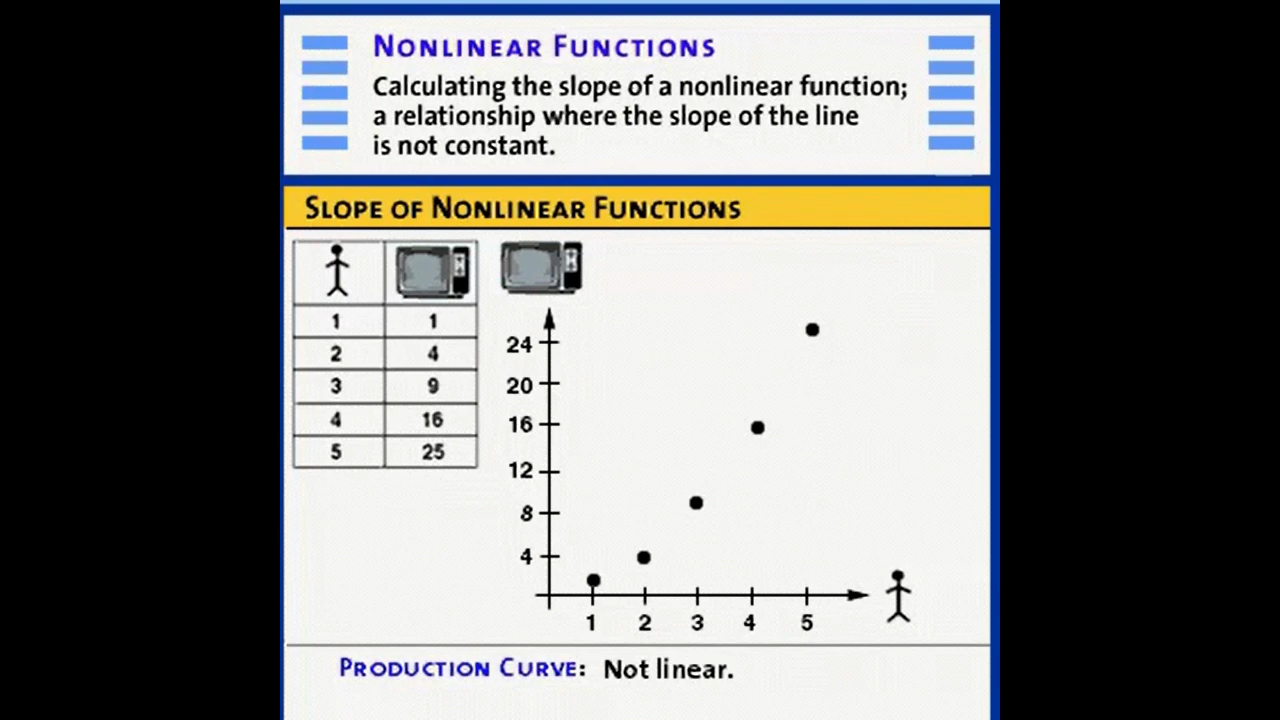 NONLINEAR FUNCTIONS
Calculating the slope of a nonlinear function;
a relationship where the slope of the line
is not constant.
SLOPE OF NONLINEAR FUNCTIONS
1 1
2 4
3 9
4 16
5 25
24
20
16
12
8
4
1 2 3 4 5
PRODUCTION CURVE: Not linear.